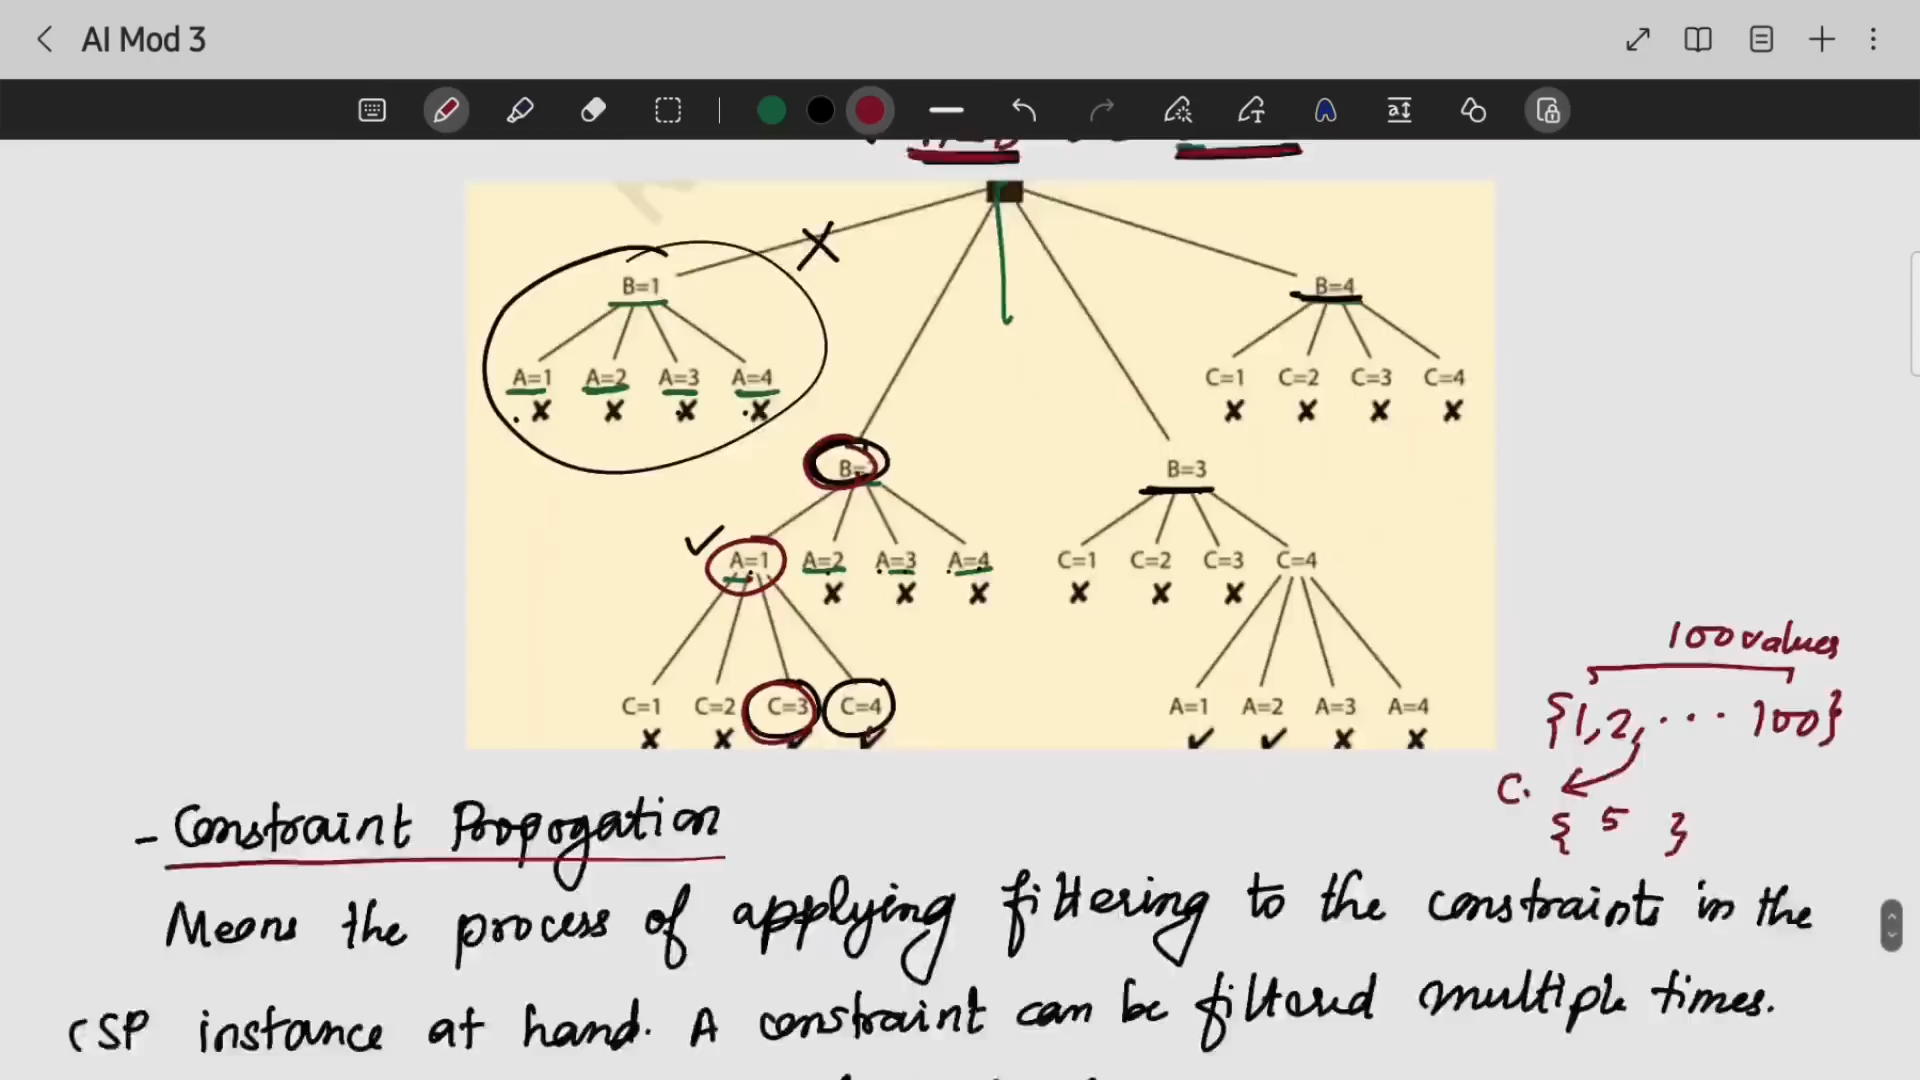 AI Mod 3
B=1
B=4
A=1 A=2 A=3 A=4
C=1 C=2 C=3 C=4
B=
B=3
A=1 A=2 A=3 A=4
C=1 C=2 C=3 C=4
C=1 C=2 C=3 C=4
A=1 A=2 A=3 A=4
100 values
{1,2, ... 100}
C.
{ 5 }
- Constraint Propogation
Means the process of applying filtering to the constraints in the
CSP instance at hand. A constraint can be filtered multiple times.